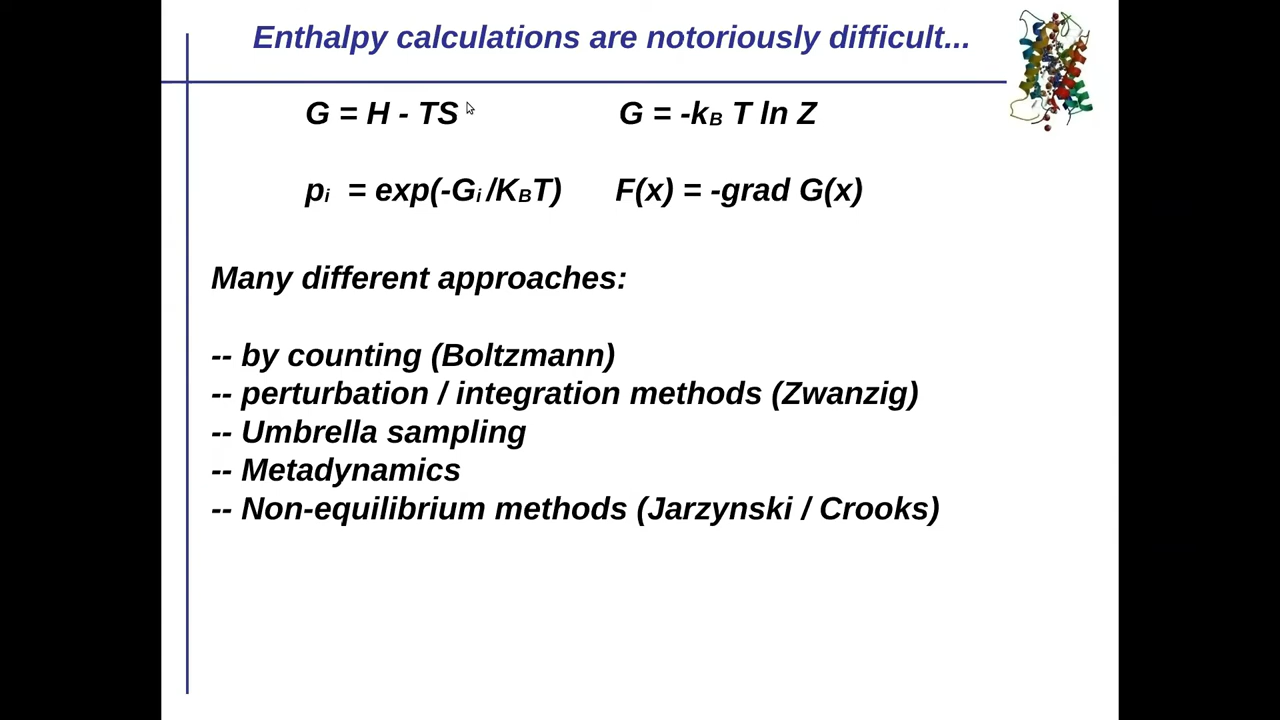 Enthalpy calculations are notoriously difficult...
G = H - TS G = -kB T ln Z
pi = exp(-Gi /KBT) F(x) = -grad G(x)
Many different approaches:
-- by counting (Boltzmann)
-- perturbation / integration methods (Zwanzig)
-- Umbrella sampling
-- Metadynamics
-- Non-equilibrium methods (Jarzynski / Crooks)